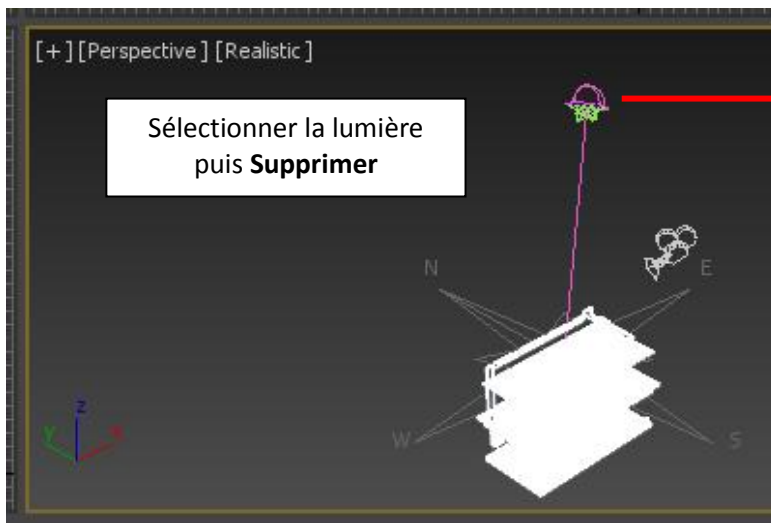 [+] [Perspective] [Realistic]
Sélectionner la lumière
puis Supprimer
N
E
z
y
x
W
S